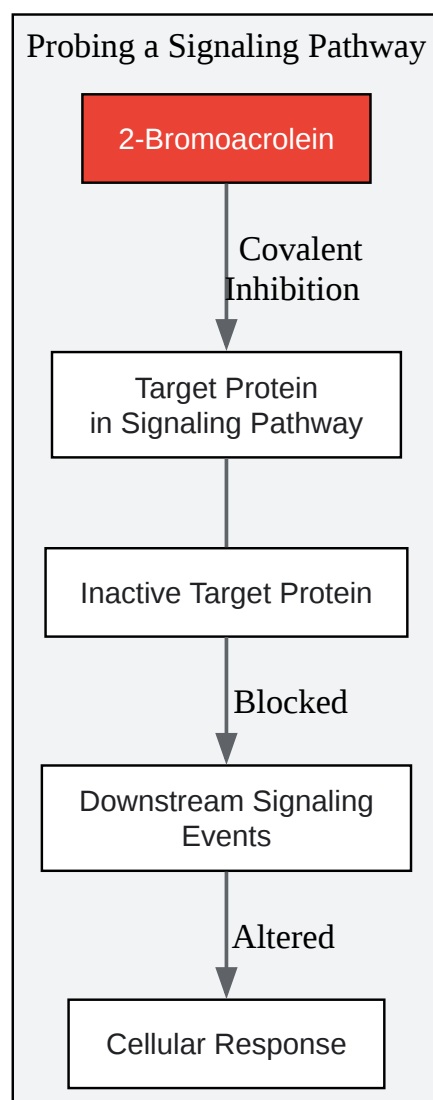 Probing a Signaling Pathway
2-Bromoacrolein
Covalent
Inhibition
Target Protein
in Signaling Pathway
Inactive Target Protein
Blocked
Downstream Signaling
Events
Altered
Cellular Response